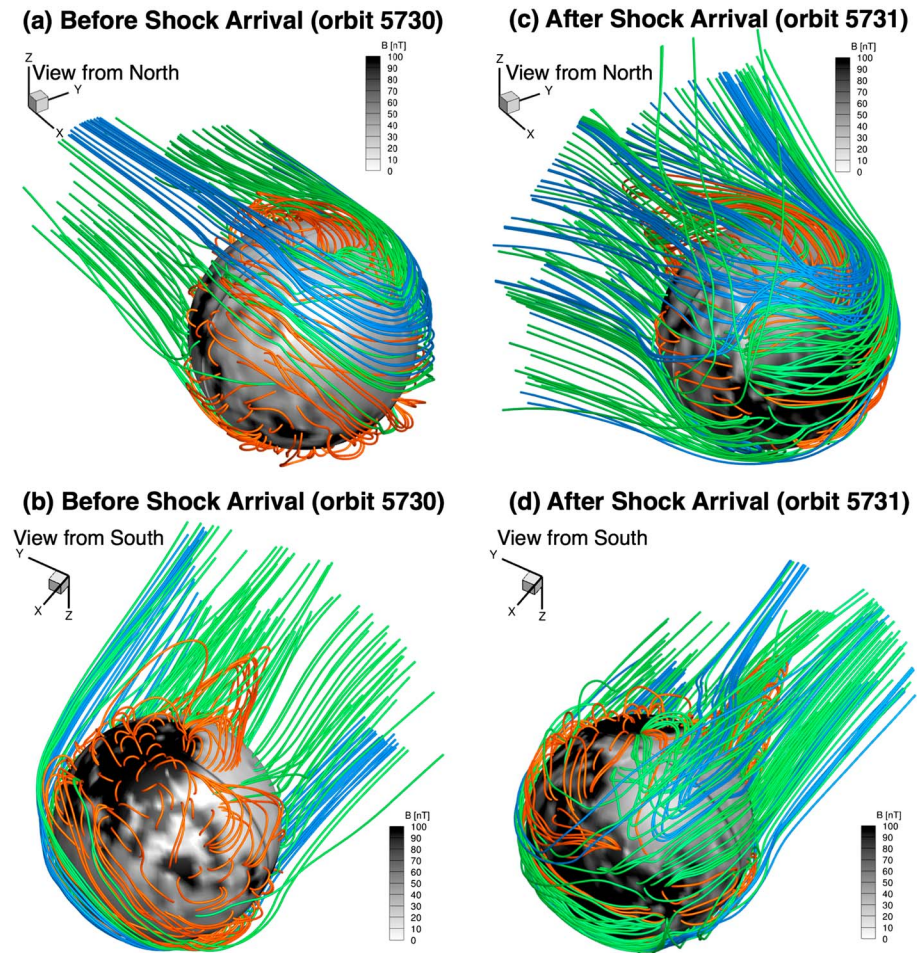 (a) Before Shock Arrival (orbit 5730)
View from North
Z
Y
X
B [nT]
100
90
80
70
60
50
40
30
20
10
0
(c) After Shock Arrival (orbit 5731)
View from North
Z
Y
X
B [nT]
100
90
80
70
60
50
40
30
20
10
0
(b) Before Shock Arrival (orbit 5730)
View from South
Y
X
Z
B [nT]
100
90
80
70
60
50
40
30
20
10
0
(d) After Shock Arrival (orbit 5731)
View from South
Y
X
Z
B [nT]
100
90
80
70
60
50
40
30
20
10
0